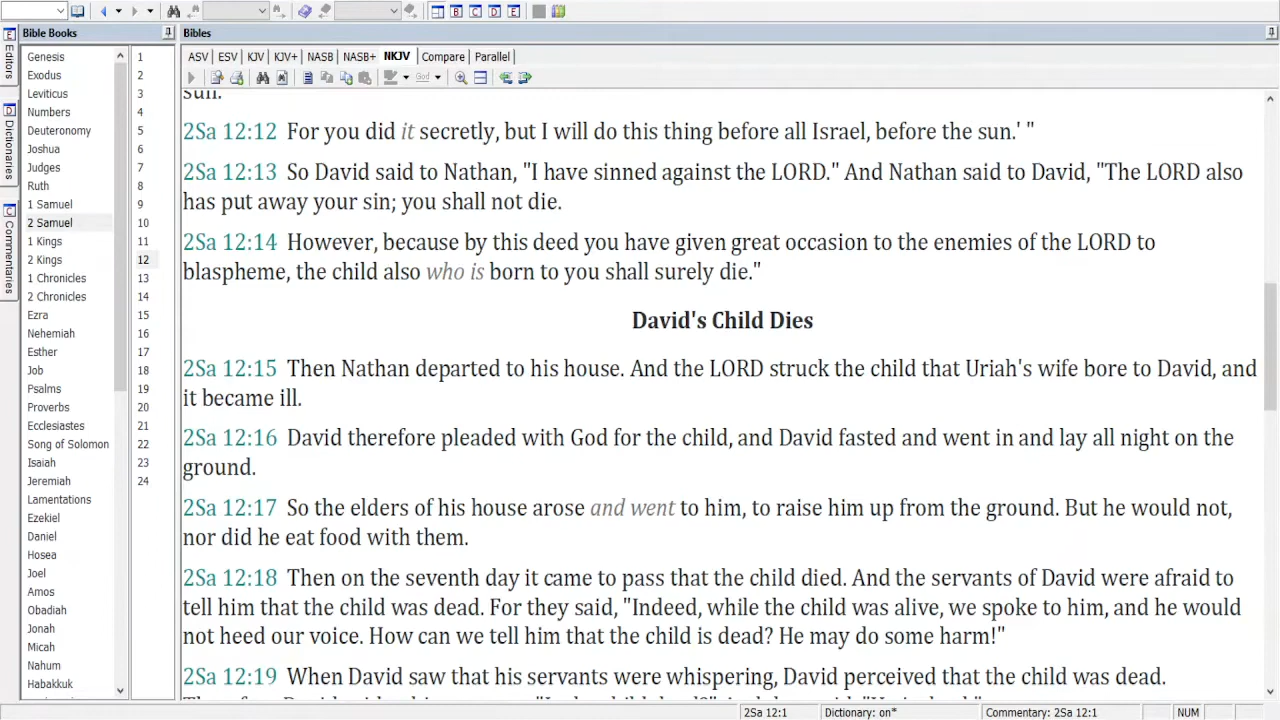 Bible Books
Bibles
Editors
Dictionaries
Commentaries
Genesis
Exodus
Leviticus
Numbers
Deuteronomy
Joshua
Judges
Ruth
1 Samuel
2 Samuel
1 Kings
2 Kings
1 Chronicles
2 Chronicles
Ezra
Nehemiah
Esther
Job
Psalms
Proverbs
Ecclesiastes
Song of Solomon
Isaiah
Jeremiah
Lamentations
Ezekiel
Daniel
Hosea
Joel
Amos
Obadiah
Jonah
Micah
Nahum
Habakkuk
1
2
3
4
5
6
7
8
9
10
11
12
13
14
15
16
17
18
19
20
21
22
23
24
ASV ESV KJV KJV+ NASB NASB+ NKJV Compare Parallel
sun.
2Sa 12:12 For you did it secretly, but I will do this thing before all Israel, before the sun.' "
2Sa 12:13 So David said to Nathan, "I have sinned against the LORD." And Nathan said to David, "The LORD also
has put away your sin; you shall not die.
2Sa 12:14 However, because by this deed you have given great occasion to the enemies of the LORD to
blaspheme, the child also who is born to you shall surely die."
David's Child Dies
2Sa 12:15 Then Nathan departed to his house. And the LORD struck the child that Uriah's wife bore to David, and
it became ill.
2Sa 12:16 David therefore pleaded with God for the child, and David fasted and went in and lay all night on the
ground.
2Sa 12:17 So the elders of his house arose and went to him, to raise him up from the ground. But he would not,
nor did he eat food with them.
2Sa 12:18 Then on the seventh day it came to pass that the child died. And the servants of David were afraid to
tell him that the child was dead. For they said, "Indeed, while the child was alive, we spoke to him, and he would
not heed our voice. How can we tell him that the child is dead? He may do some harm!"
2Sa 12:19 When David saw that his servants were whispering, David perceived that the child was dead.
2Sa 12:1 Dictionary: on* Commentary: 2Sa 12:1 NUM